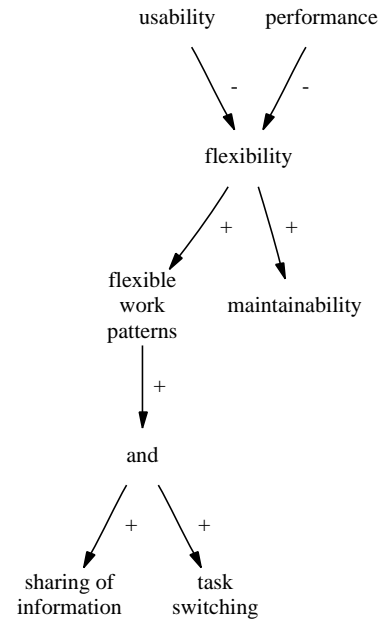 usability performance
- -
flexibility
+ +
flexible
work
patterns
maintainability
+
and
+ +
sharing of
information
task
switching